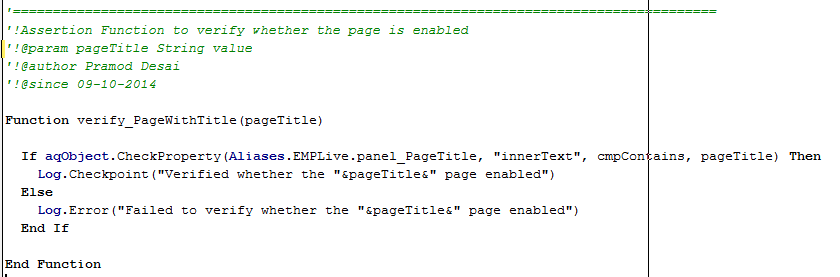 '========================================================================================
'!Assertion Function to verify whether the page is enabled
'!@param pageTitle String value
'!@author Pramod Desai
'!@since 09-10-2014
Function verify_PageWithTitle(pageTitle)
If aqObject.CheckProperty(Aliases.EMPLive.panel_PageTitle, "innerText", cmpContains, pageTitle) Then
Log.Checkpoint("Verified whether the "&pageTitle&" page enabled")
Else
Log.Error("Failed to verify whether the "&pageTitle&" page enabled")
End If
End Function